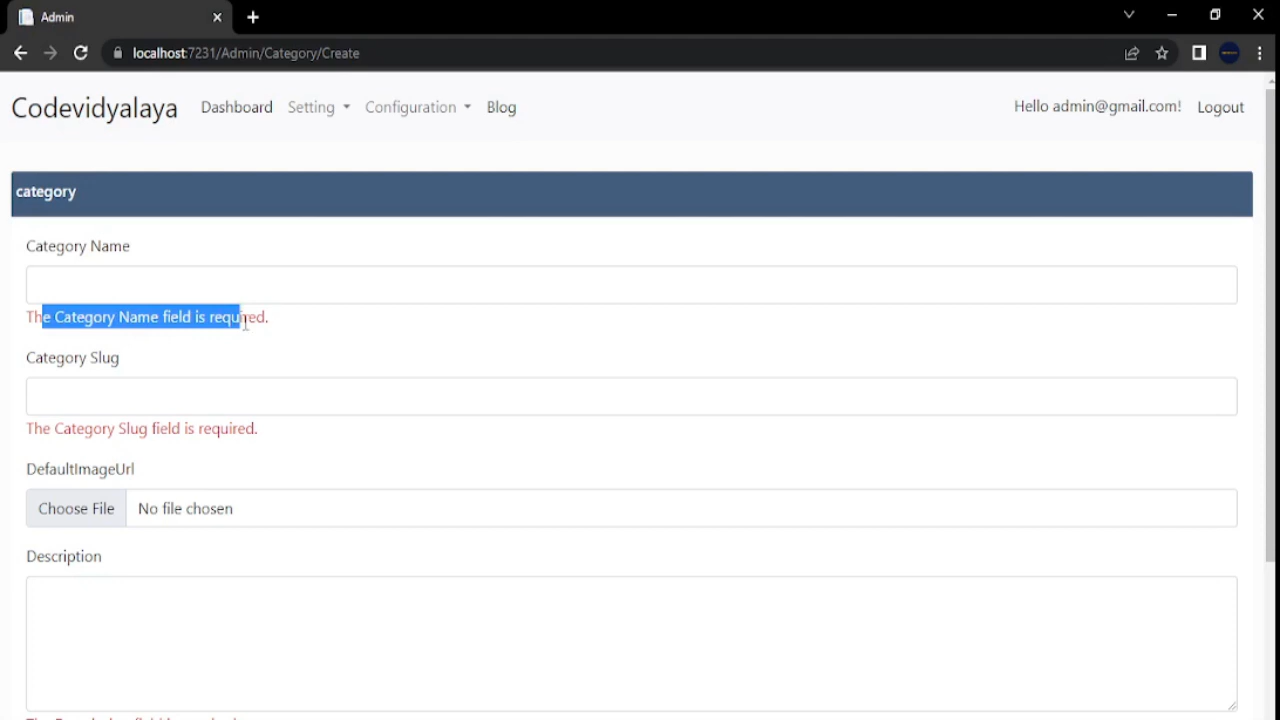 Admin
localhost:7231/Admin/Category/Create
Codevidyalaya Dashboard Setting Configuration Blog Hello admin@gmail.com! Logout
category
Category Name
The Category Name field is required.
Category Slug
The Category Slug field is required.
DefaultImageUrl
Choose File No file chosen
Description